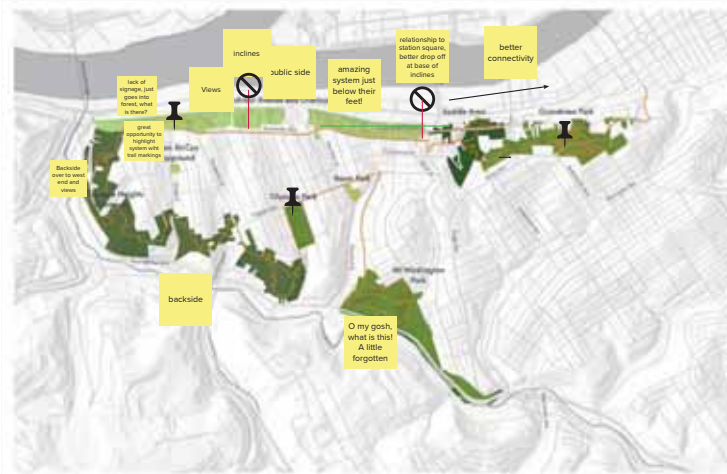 inclines
public side
Views
amazing
system just
below their
feet!
relationship to
station square,
better drop off
at base of
inclines
better
connectivity
lack of
signage, just
goes into
forest, what
is there?
great
opportunity to
highlight
system wiht
trail markings
Backside
over to west
end and
views
Grandview Park
Mt Washington
Park
backside
O my gosh,
what is this!
A little
forgotten